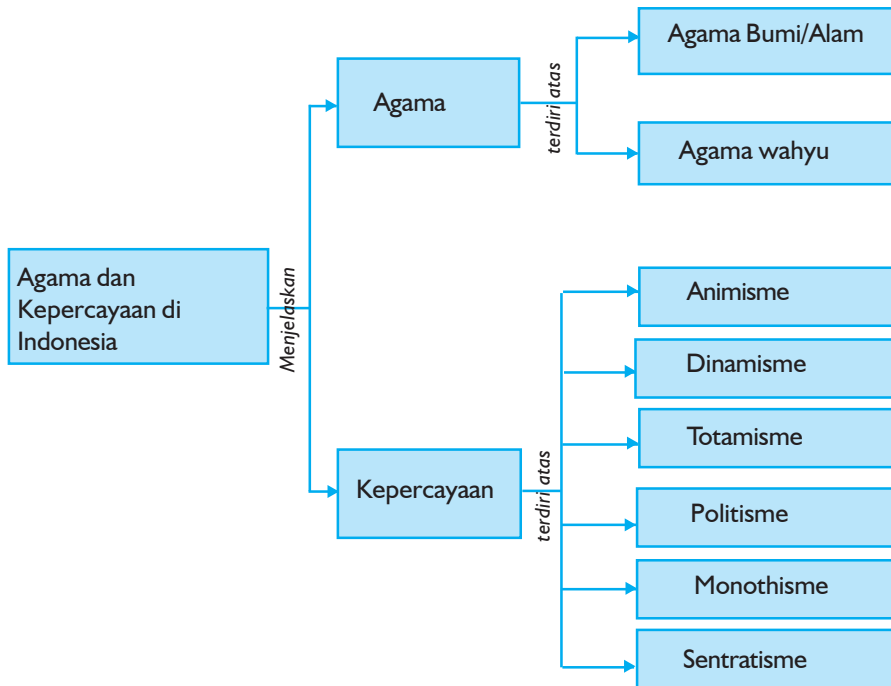 Agama dan
Kepercayaan di
Indonesia
Menjelaskan
Agama
terdiri atas
Agama Bumi/Alam
Agama wahyu
Kepercayaan
terdiri atas
Animisme
Dinamisme
Totamisme
Politisme
Monothisme
Sentratisme